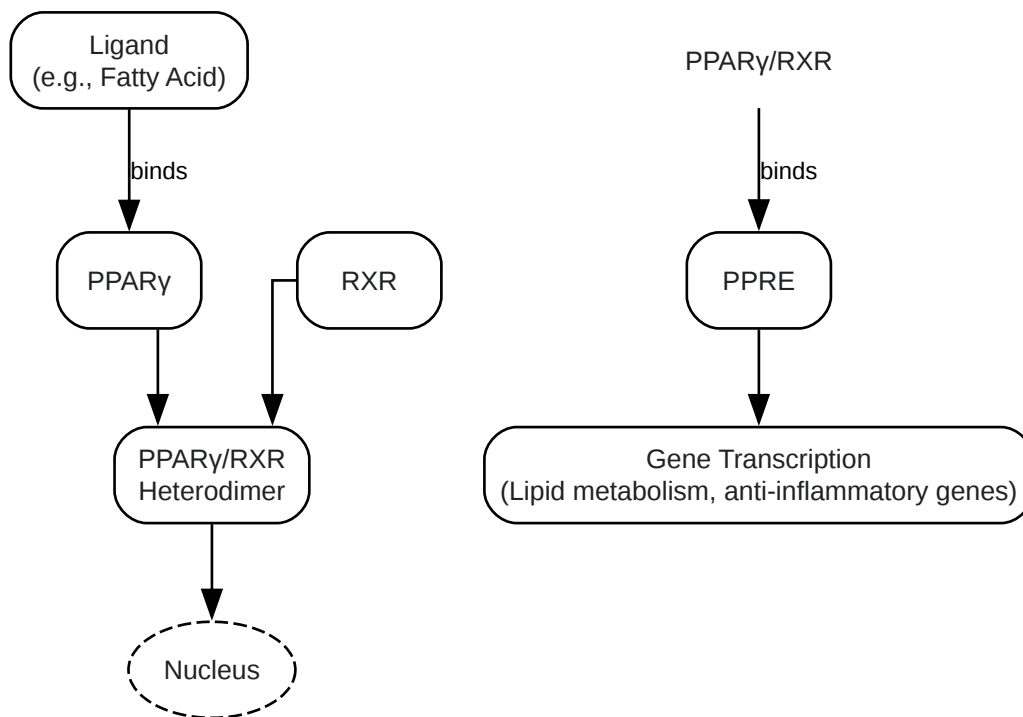 Ligand
(e.g., Fatty Acid)
binds
PPARγ
RXR
PPARγ/RXR
Heterodimer
Nucleus
PPARγ/RXR
binds
PPRE
Gene Transcription
(Lipid metabolism, anti-inflammatory genes)